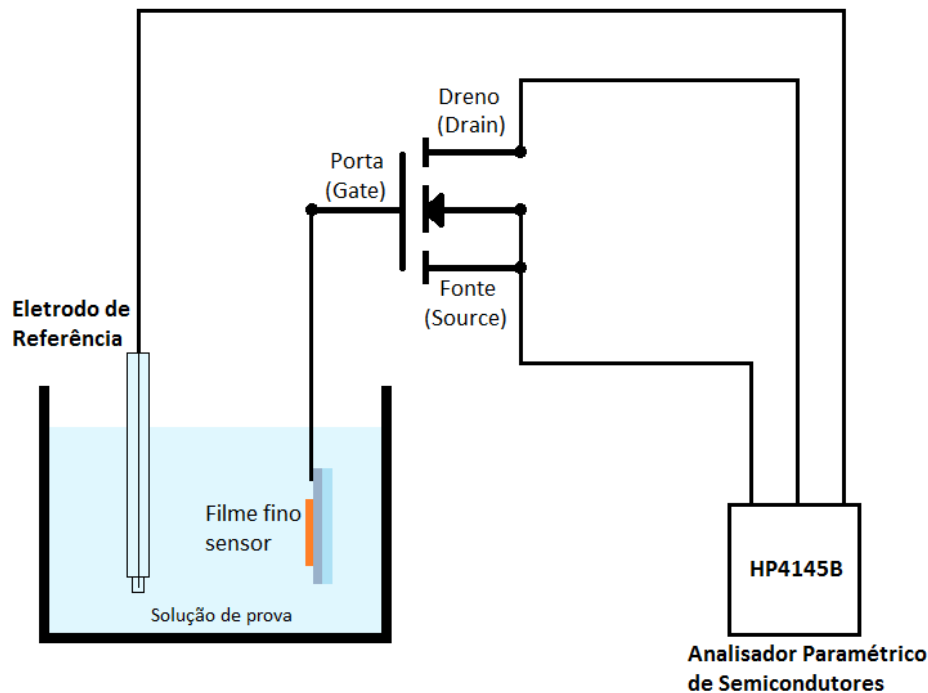 Dreno
(Drain)
Porta
(Gate)
Fonte
(Source)
Eletrodo de
Referência
Filme fino
sensor
Solução de prova
HP4145B
Analisador Paramétrico
de Semicondutores